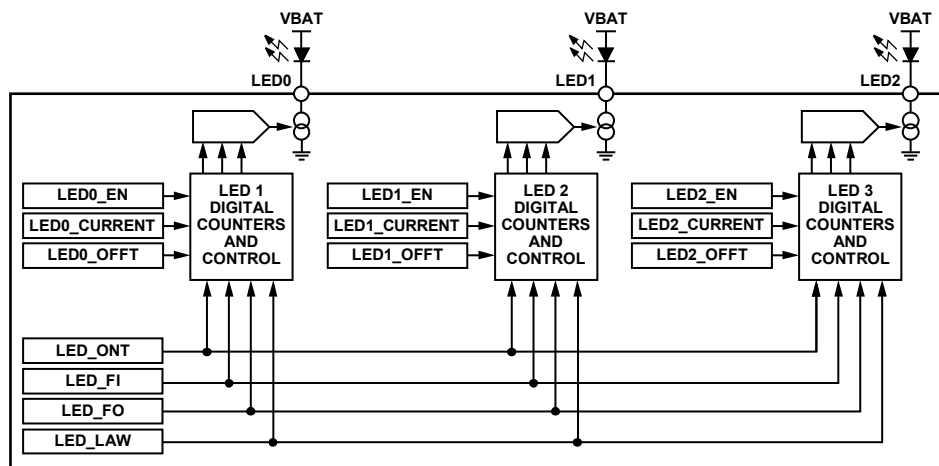 VBAT VBAT VBAT
LED0 LED1 LED2
LED0_EN
LED0_CURRENT
LED0_OFFT
LED 1
DIGITAL
COUNTERS
AND
CONTROL
LED1_EN
LED1_CURRENT
LED1_OFFT
LED 2
DIGITAL
COUNTERS
AND
CONTROL
LED2_EN
LED2_CURRENT
LED2_OFFT
LED 3
DIGITAL
COUNTERS
AND
CONTROL
LED_ONT
LED_FI
LED_FO
LED_LAW